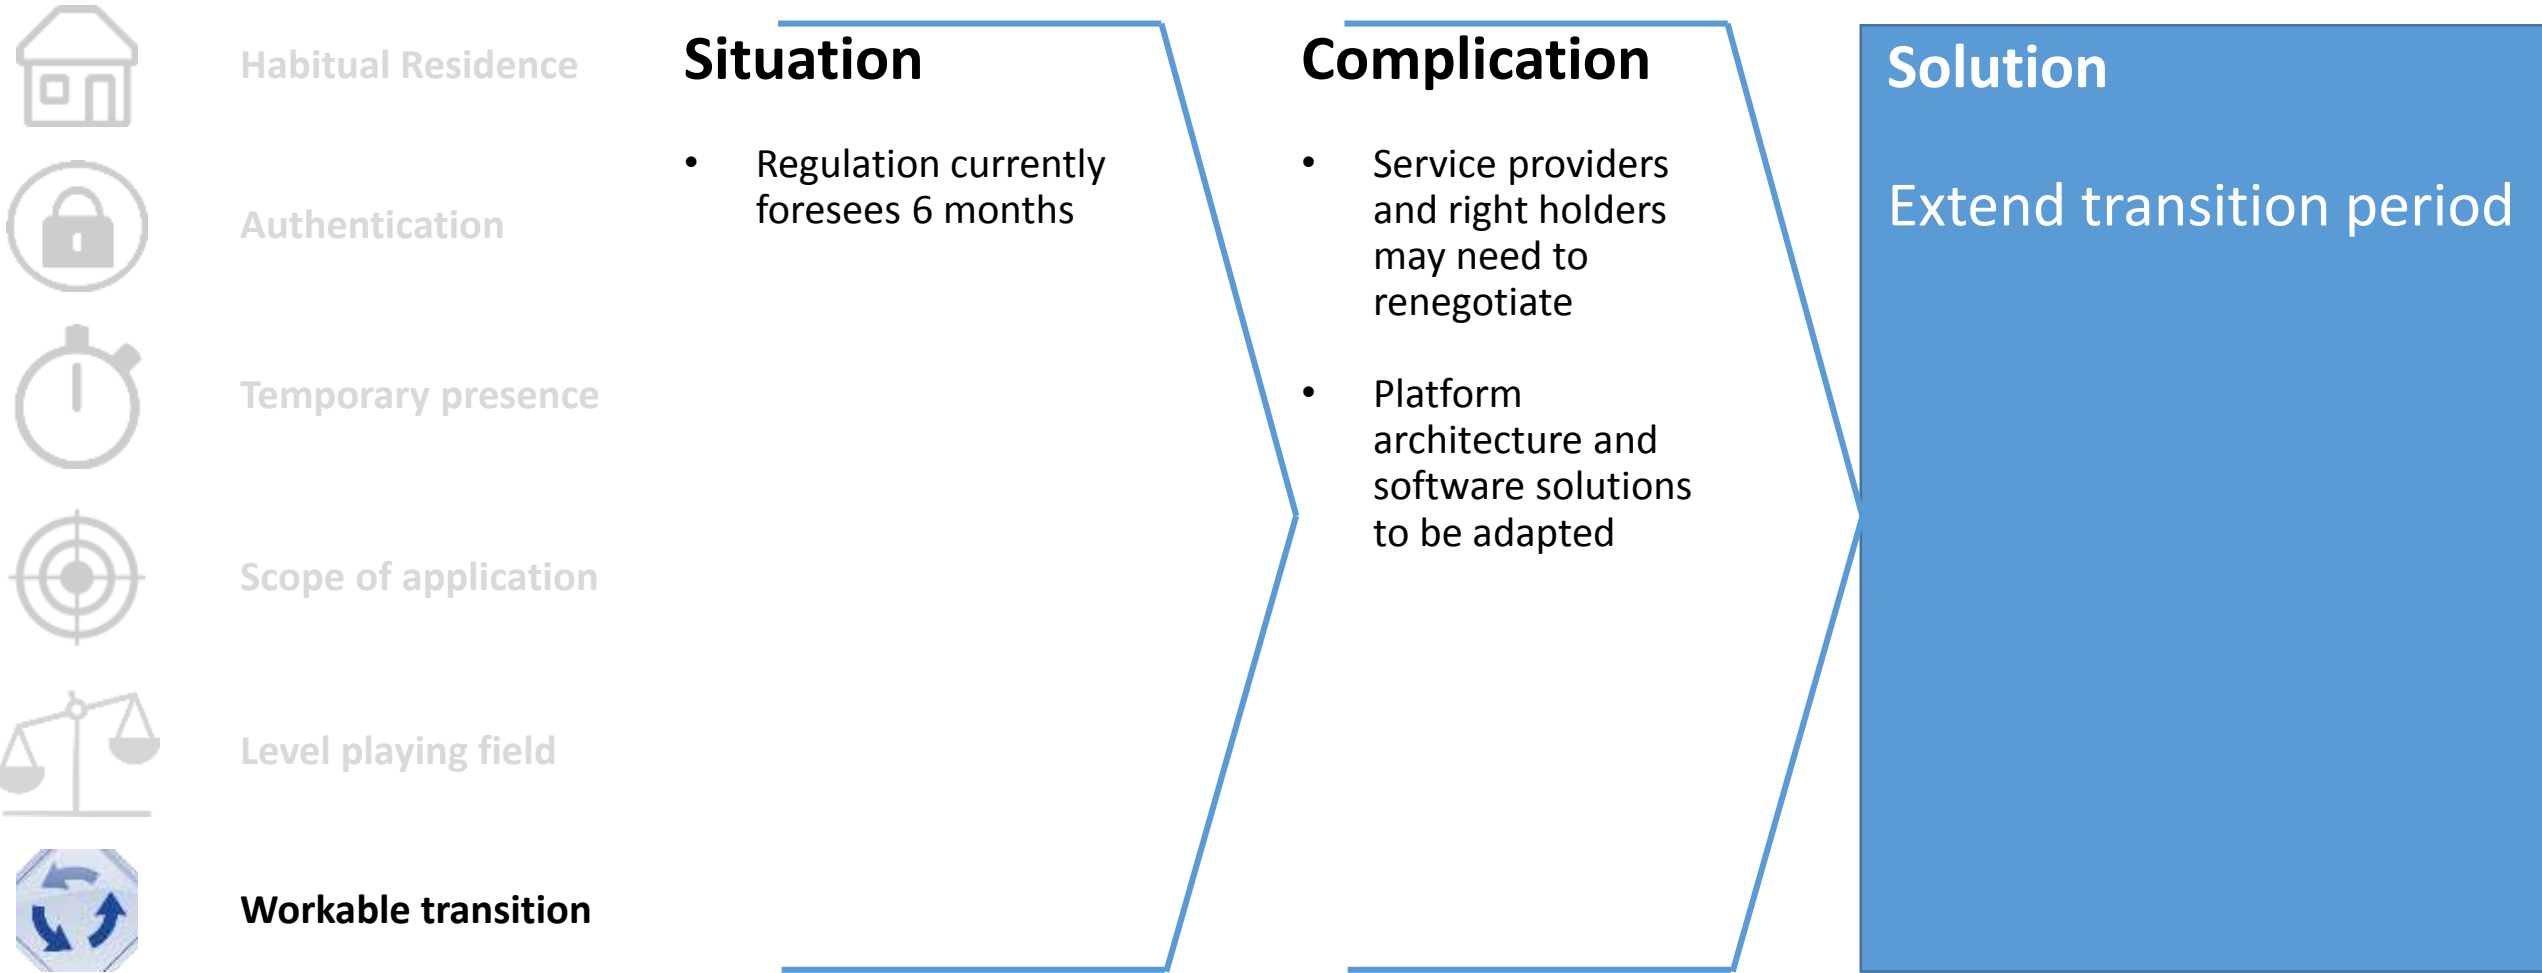 Habitual Residence
Authentication
Temporary presence
Scope of application
Level playing field
Workable transition
Situation
• Regulation currently
foresees 6 months
Complication
• Service providers
and right holders
may need to
renegotiate
• Platform
architecture and
software solutions
to be adapted
Solution
Extend transition period